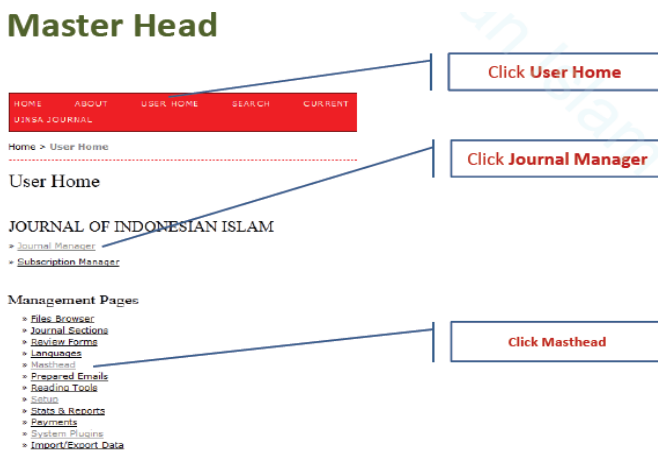 Master Head
Click User Home
HOME ABOUT USER HOME SEARCH CURRENT
UINSA JOURNAL
Home > User Home
Click Journal Manager
User Home
JOURNAL OF INDONESIAN ISLAM
» Journal Manager
» Subscription Manager
Management Pages
» Files Browser
» Journal Sections
» Review Forms
» Languages
Click Masthead
» Masthead
» Prepared Emails
» Reading Tools
» Setup
» Stats & Reports
» Payments
» System Plugins
» Import/Export Data